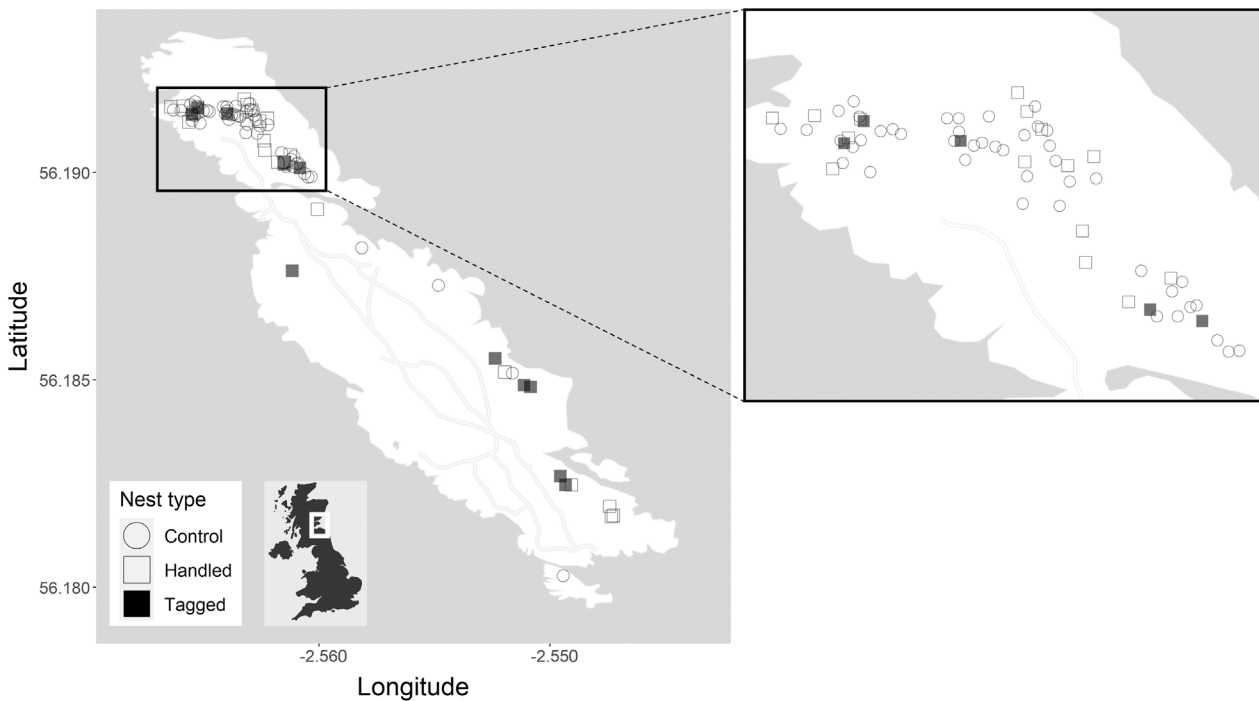 56.190
56.185
56.180
Latitude
Nest type
Control
Handled
Tagged
-2.560
-2.550
Longitude